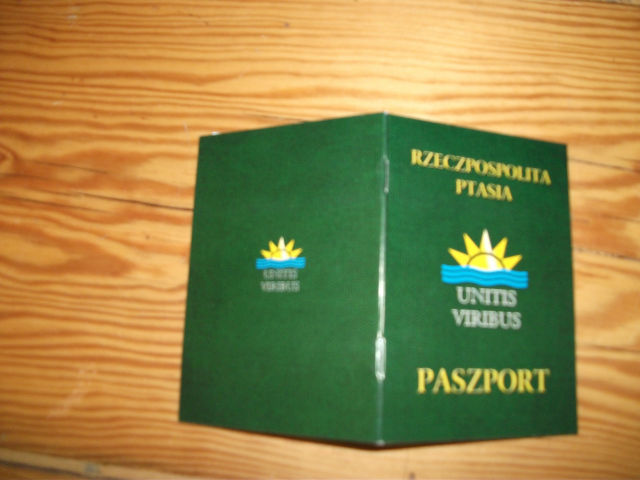 UNITIS
VIRIBUS
RZECZPOSPOLITA
PTASIA
UNITIS
VIRIBUS
PASZPORT